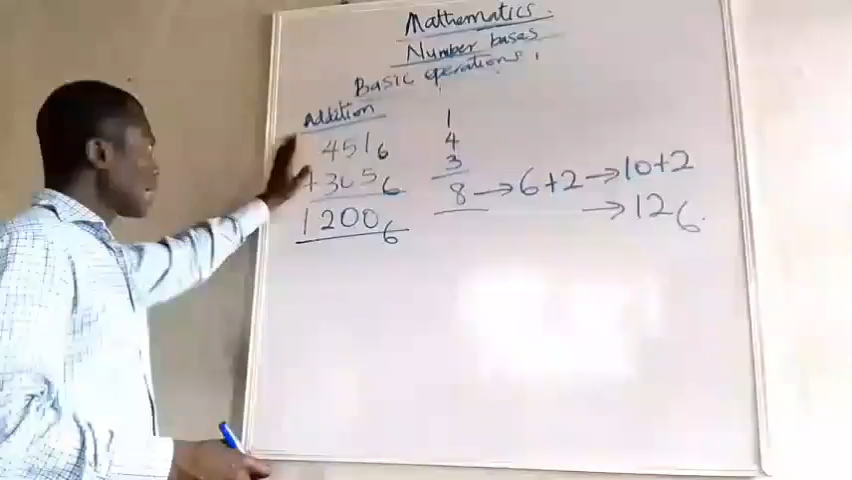 Mathematics.
Number bases
Basic operations.
Addition
451₆
+305₆
1200₆
1
4
3
8 → 6+2 → 10+2
→ 12₆.